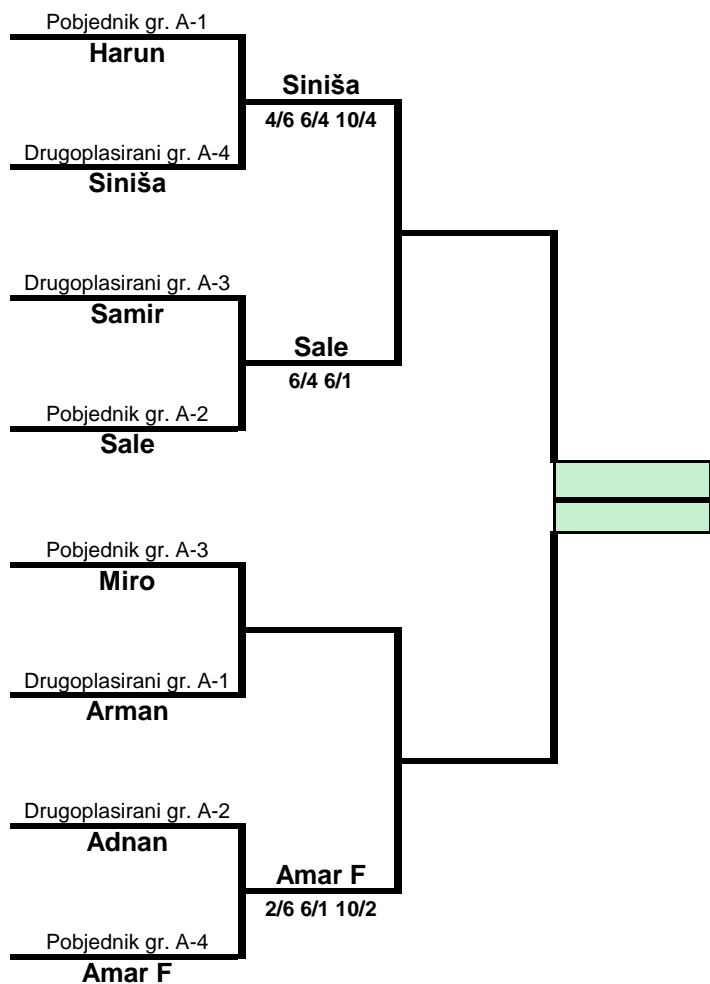 Pobjednik gr. A-1
Harun
Siniša
4/6 6/4 10/4
Drugoplasirani gr. A-4
Siniša
Drugoplasirani gr. A-3
Samir
Sale
6/4 6/1
Pobjednik gr. A-2
Sale
Pobjednik gr. A-3
Miro
Drugoplasirani gr. A-1
Arman
Drugoplasirani gr. A-2
Adnan
Amar F
2/6 6/1 10/2
Pobjednik gr. A-4
Amar F